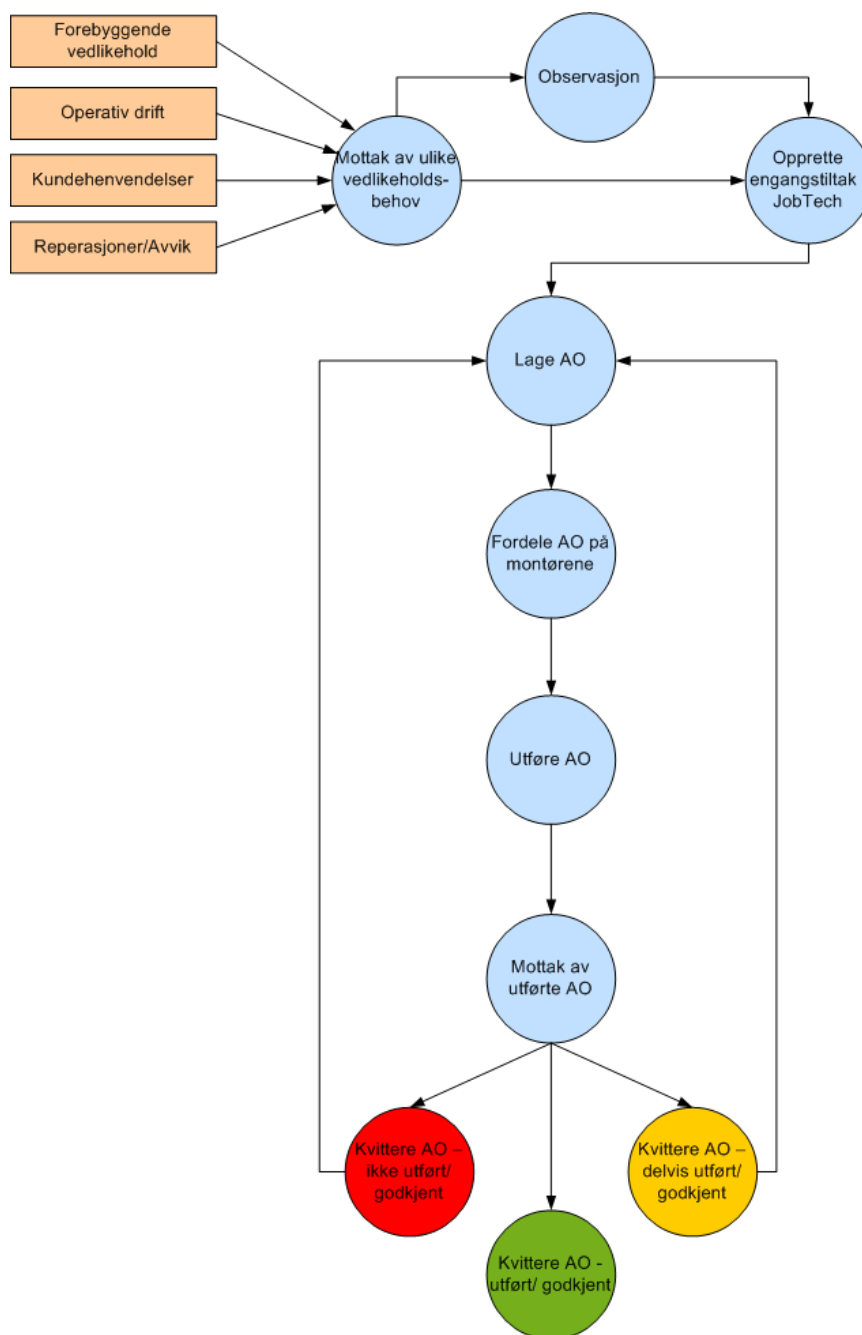 Forebyggende
vedlikehold
Operativ drift
Kundehenvendelser
Reperasjoner/Avvik
Mottak av ulike
vedlikeholds-
behov
Observasjon
Opprette
engangstiltak i
JobTech
Lage AO
Fordele AO på
montørene
Utføre AO
Mottak av
utførte AO
Kvittere AO –
ikke utført/
godkjent
Kvittere AO –
delvis utført/
godkjent
Kvittere AO -
utført/ godkjent